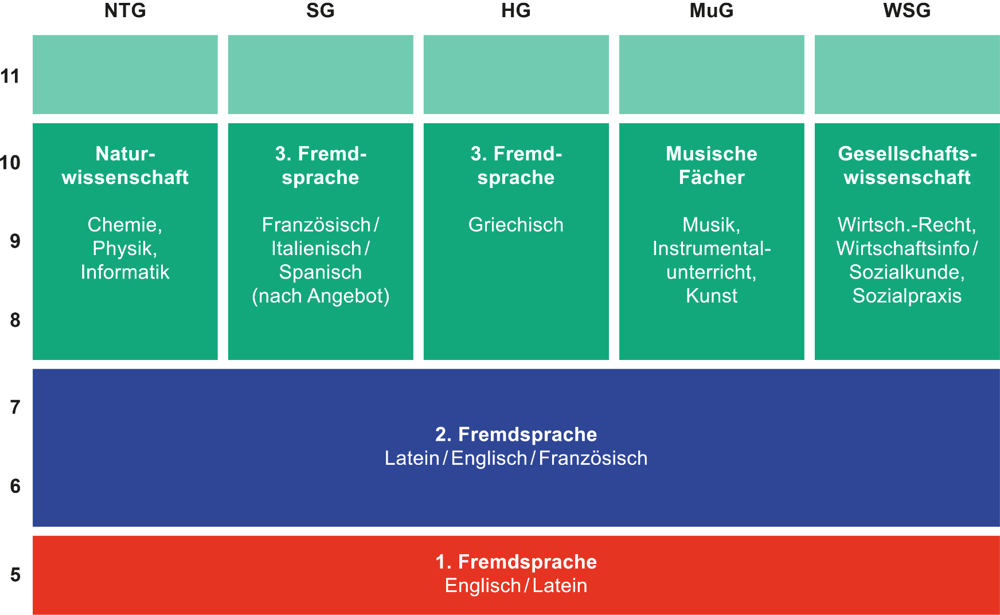 NTG
SG
HG
MuG
WSG
11
10
9
8
7
6
5
Natur-
wissenschaft
Chemie,
Physik,
Informatik
3. Fremd-
sprache
Französisch /
Italienisch /
Spanisch
(nach Angebot)
3. Fremd-
sprache
Griechisch
Musische
Fächer
Musik,
Instrumental-
unterricht,
Kunst
Gesellschafts-
wissenschaft
Wirtsch.-Recht,
Wirtschaftsinfo /
Sozialkunde,
Sozialpraxis
2. Fremdsprache
Latein / Englisch / Französisch
1. Fremdsprache
Englisch / Latein